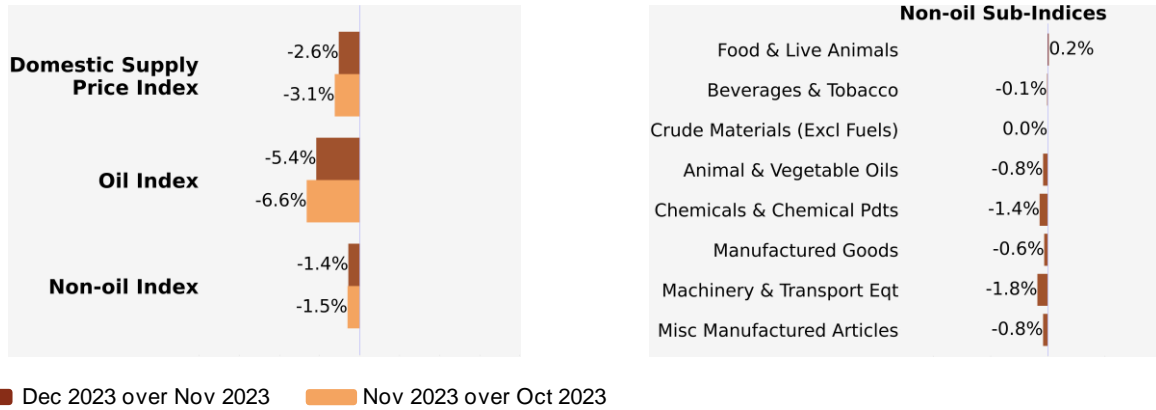 Domestic Supply
Price Index
-2.6%
-3.1%
Oil Index
-5.4%
-6.6%
Non-oil Index
-1.4%
-1.5%
Non-oil Sub-Indices
Food & Live Animals
0.2%
Beverages & Tobacco
-0.1%
Crude Materials (Excl Fuels)
0.0%
Animal & Vegetable Oils
-0.8%
Chemicals & Chemical Pdts
-1.4%
Manufactured Goods
-0.6%
Machinery & Transport Eqt
-1.8%
Misc Manufactured Articles
-0.8%
Dec 2023 over Nov 2023
Nov 2023 over Oct 2023